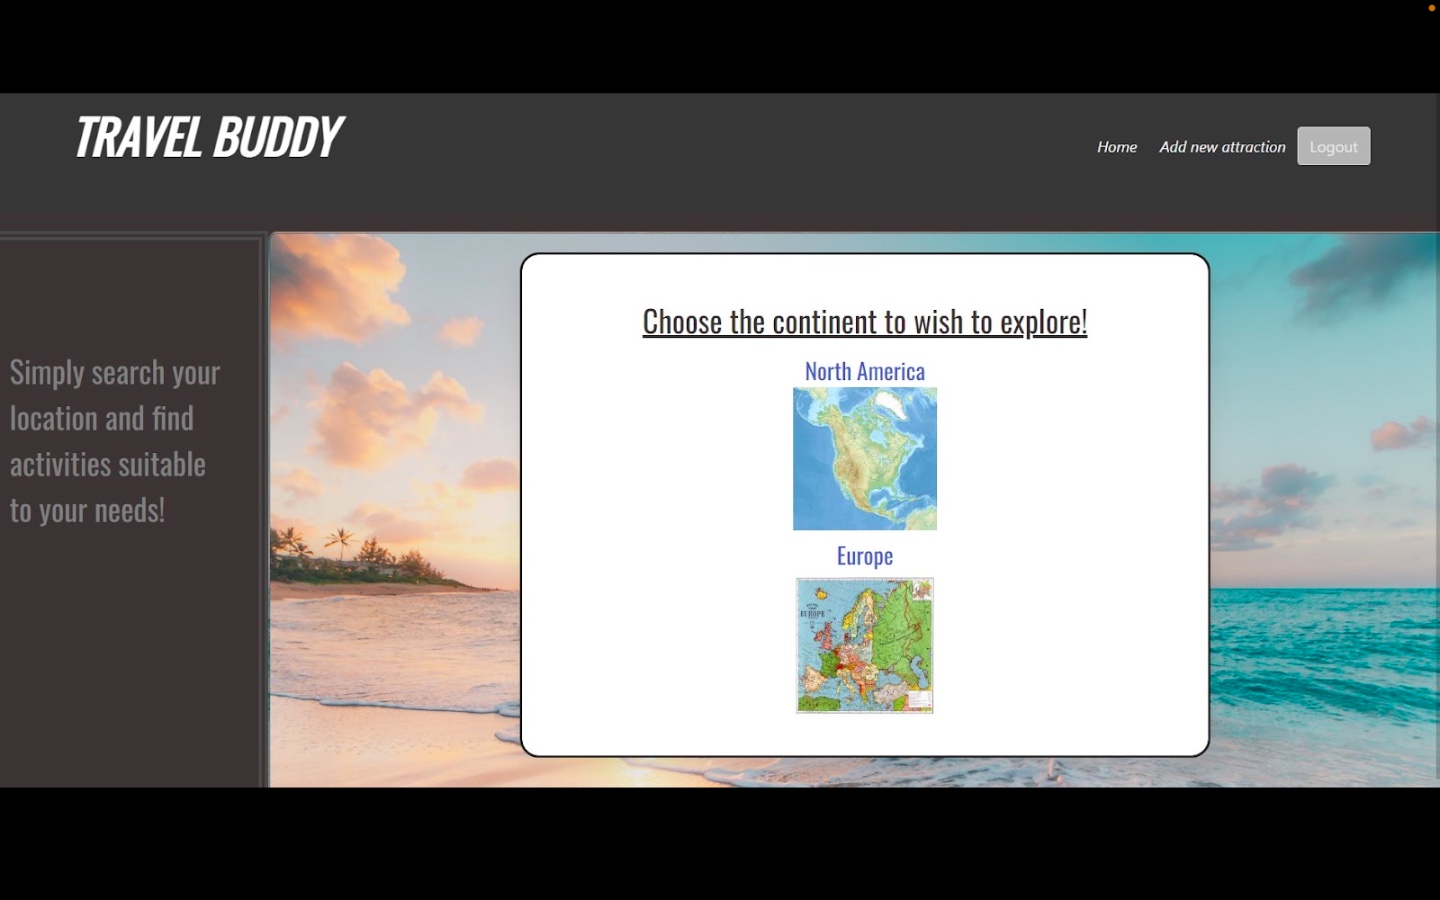 TRAVEL BUDDY
Home
Add new attraction
Logout
Simply search your
location and find
activities suitable
to your needs!
Choose the continent to wish to explore!
North America
Europe
EUROPE